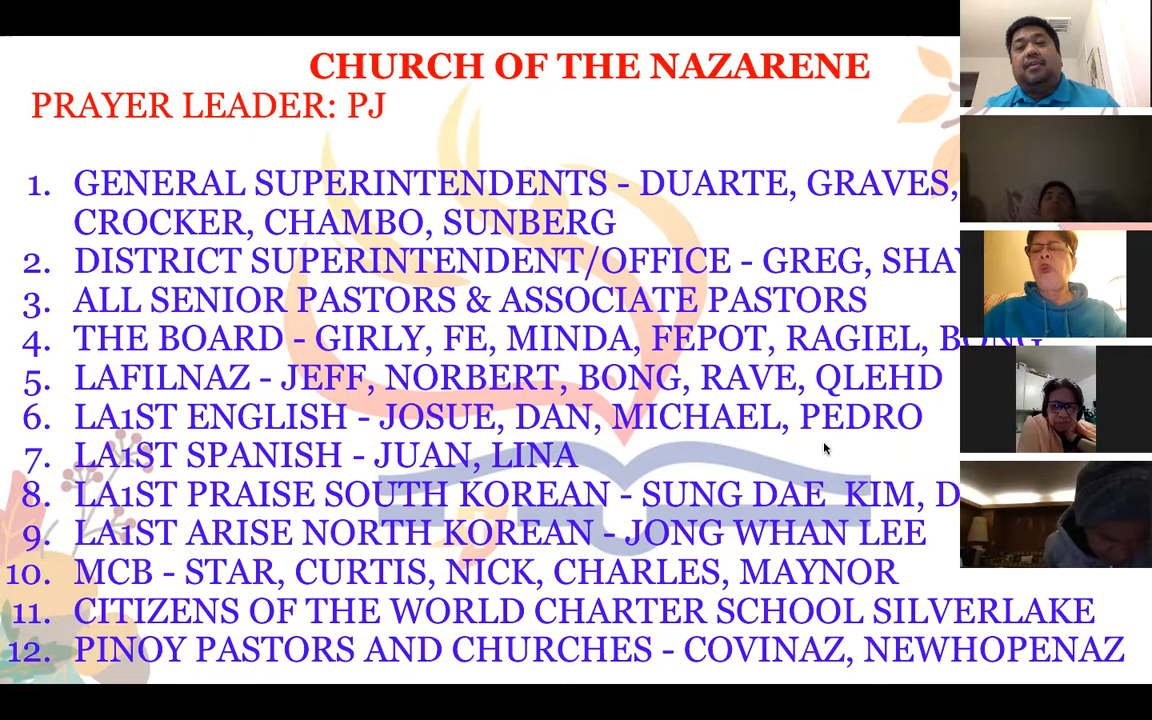 CHURCH OF THE NAZARENE
PRAYER LEADER: PJ
1. GENERAL SUPERINTENDENTS - DUARTE, GRAVES,
CROCKER, CHAMBO, SUNBERG
2. DISTRICT SUPERINTENDENT/OFFICE - GREG,
3. ALL SENIOR PASTORS & ASSOCIATE PASTORS
4. THE BOARD - GIRLY, FE, MINDA, FEPOT, RAGIEL, BONG
5. LAFILNAZ - JEFF, NORBERT, BONG, RAVE, QLEHD
6. LA1ST ENGLISH - JOSUE, DAN, MICHAEL, PEDRO
7. LA1ST SPANISH - JUAN, LINA
8. LA1ST PRAISE SOUTH KOREAN - SUNG DAE KIM,
9. LA1ST ARISE NORTH KOREAN - JONG WHAN LEE
10. MCB - STAR, CURTIS, NICK, CHARLES, MAYNOR
11. CITIZENS OF THE WORLD CHARTER SCHOOL SILVERLAKE
12. PINOY PASTORS AND CHURCHES - COVINAZ, NEWHOPENAZ